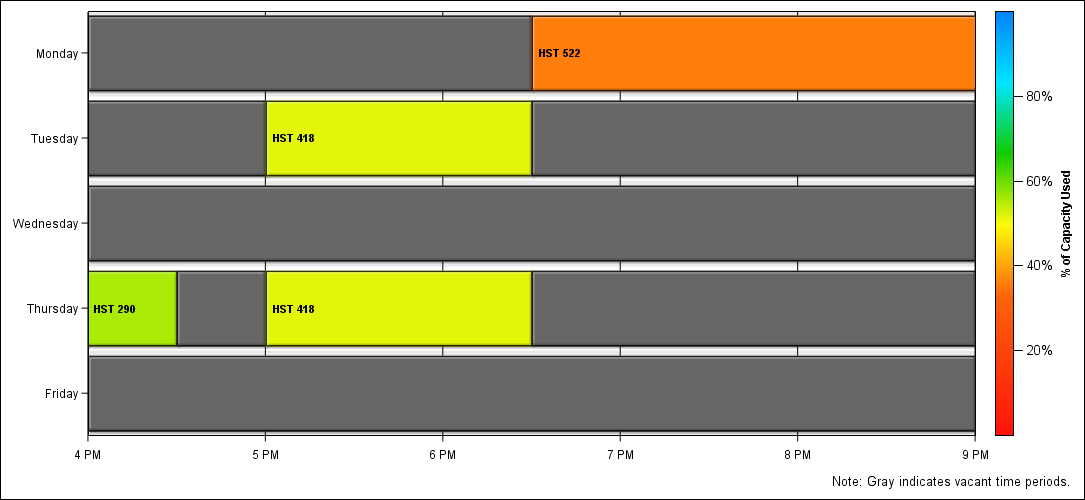 Monday
HST 522
Tuesday
HST 418
Wednesday
Thursday
HST 290
HST 418
Friday
4 PM
5 PM
6 PM
7 PM
8 PM
9 PM
80%
60%
40%
20%
% of Capacity Used
Note: Gray indicates vacant time periods.